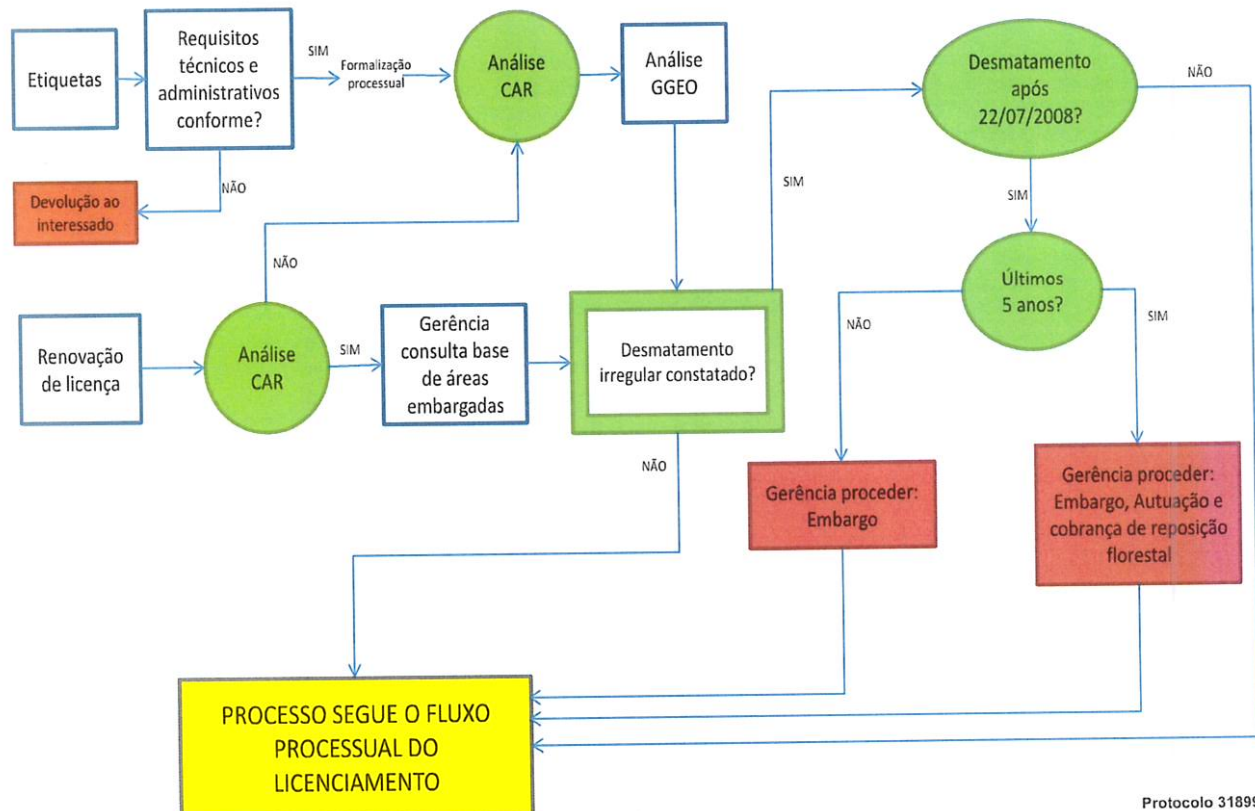 Etiquetas
Requisitos
técnicos e
administrativos
conforme?
SIM
Formalização
processual
Análise
CAR
Análise
GGEO
Desmatamento
após
22/07/2008?
NÃO
NÃO
Devolução ao
interessado
SIM
SIM
NÃO
Últimos
5 anos?
NÃO
SIM
Renovação
de licença
Análise
CAR
SIM
Gerência
consulta base
de áreas
embargadas
Desmatamento
irregular constatado?
NÃO
Gerência proceder:
Embargo
Gerência proceder:
Embargo, Autuação e
cobrança de reposição
florestal
PROCESSO SEGUE O FLUXO
PROCESSUAL DO
LICENCIAMENTO